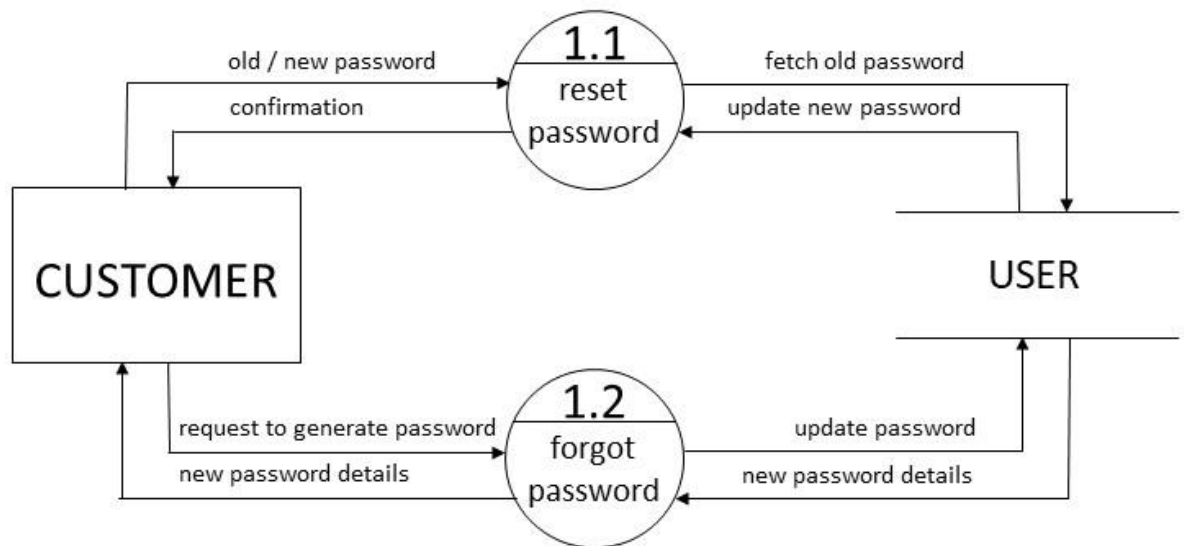 1.1
old / new password
fetch old password
reset
confirmation
update new password
password
CUSTOMER
USER
1.2
request to generate password
update password
forgot
new password details
new password details
password